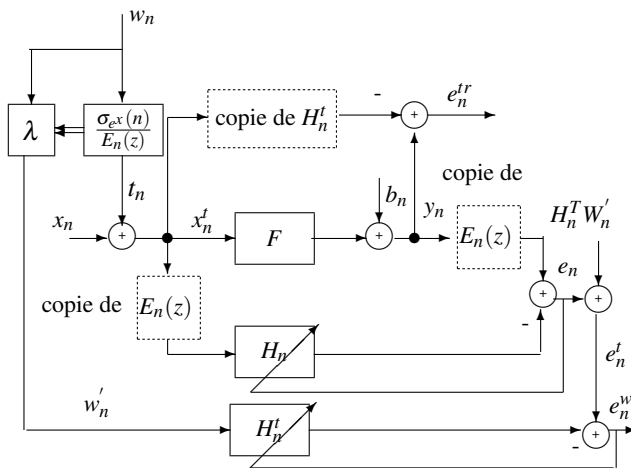 w_n
copie de H_n^t
-
+
e_n^{tr}
λ
σ_{e^x}(n)
E_n(z)
t_n
copie de
b_n
y_n
H_n^T W_n^'
x_n
+
x_n^t
F
+
E_n(z)
e_n
copie de
E_n(z)
+
+
-
H_n
e_n^t
w_n^'
H_n^t
+
-
e_n^w